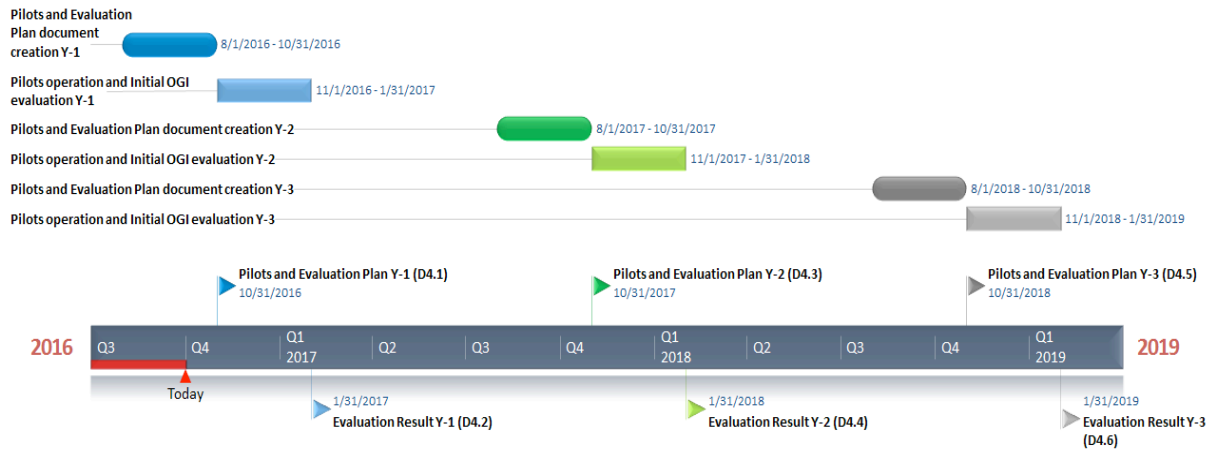 Pilots and Evaluation
Plan document
creation Y-1
8/1/2016 - 10/31/2016
Pilots operation and Initial OGI
evaluation Y-1
11/1/2016 - 1/31/2017
Pilots and Evaluation Plan document creation Y-2
8/1/2017 - 10/31/2017
Pilots operation and Initial OGI evaluation Y-2
11/1/2017 - 1/31/2018
Pilots and Evaluation Plan document creation Y-3
8/1/2018 - 10/31/2018
Pilots operation and Initial OGI evaluation Y-3
11/1/2018 - 1/31/2019
Pilots and Evaluation Plan Y-1 (D4.1)
10/31/2016
Pilots and Evaluation Plan Y-2 (D4.3)
10/31/2017
Pilots and Evaluation Plan Y-3 (D4.5)
10/31/2018
2016
Q3
Q4
Q1
2017
Q2
Q3
Q4
Q1
2018
Q2
Q3
Q4
Q1
2019
2019
Today
1/31/2017
Evaluation Result Y-1 (D4.2)
1/31/2018
Evaluation Result Y-2 (D4.4)
1/31/2019
Evaluation Result Y-3
(D4.6)